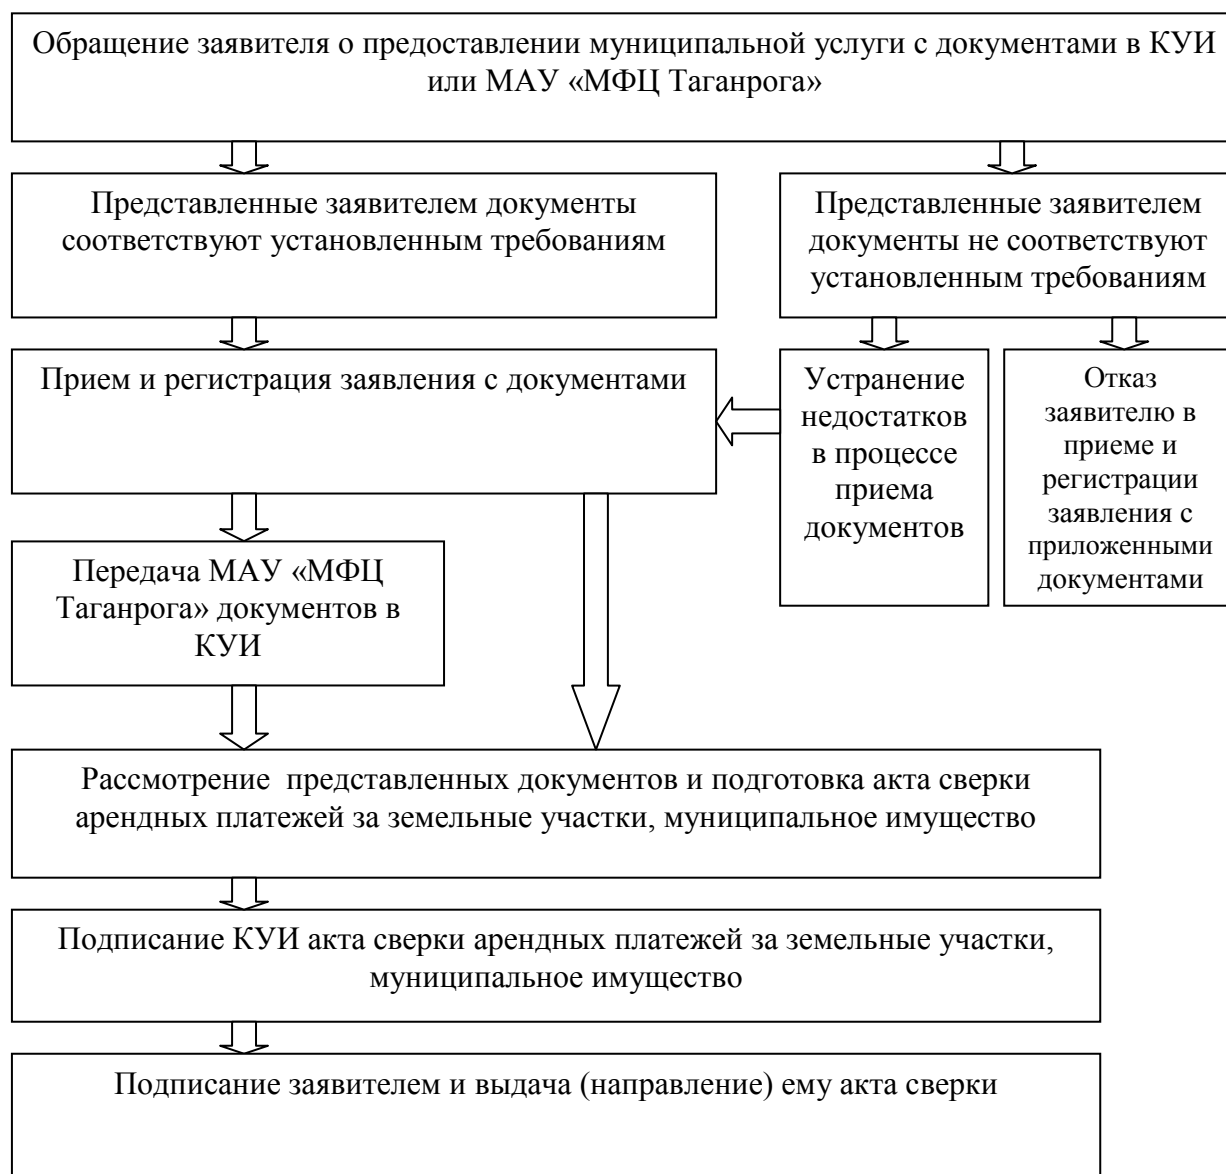 Обращение заявителя о предоставлении муниципальной услуги с документами в КУИ
или МАУ «МФЦ Таганрога»
Представленные заявителем документы
соответствуют установленным требованиям
Представленные заявителем
документы не соответствуют
установленным требованиям
Прием и регистрация заявления с документами
Устранение
недостатков
в процессе
приема
документов
Отказ
заявителю в
приеме и
регистрации
заявления с
приложенными
документами
Передача МАУ «МФЦ
Таганрога» документов в
КУИ
Рассмотрение  представленных документов и подготовка акта сверки
арендных платежей за земельные участки, муниципальное имущество
Подписание КУИ акта сверки арендных платежей за земельные участки,
муниципальное имущество
Подписание заявителем и выдача (направление) ему акта сверки